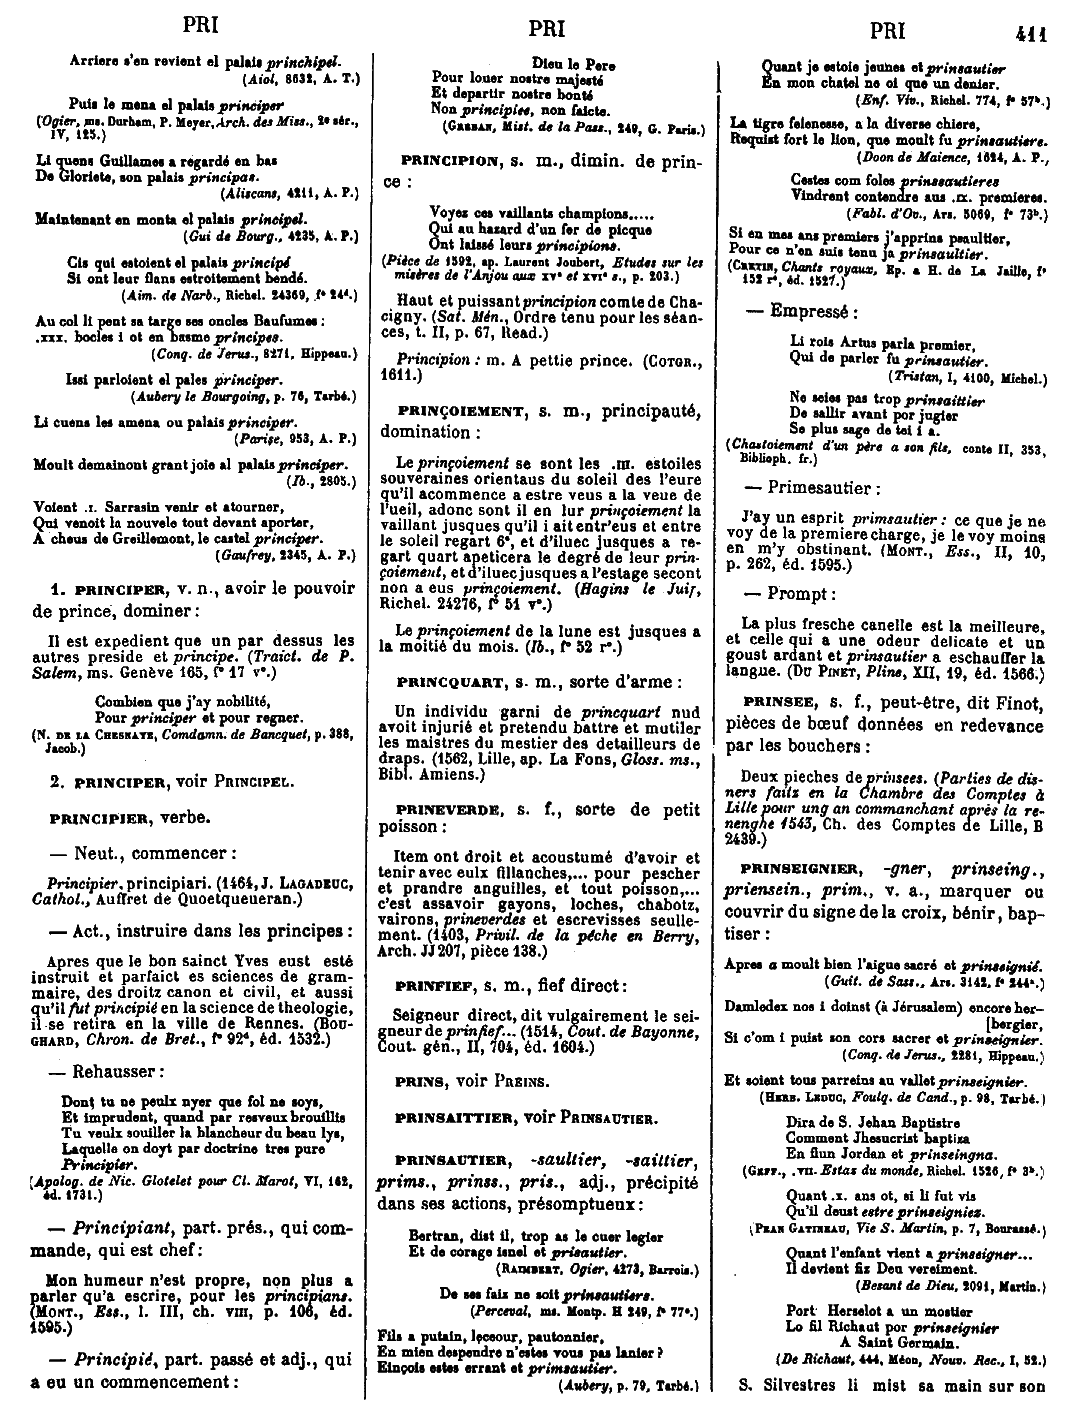 PRI
PRI
PRI
411
Arriere s'en revient el palais princhipel.
(Aiol, 8632, A. T.)
Puis le mena el palais principer
(Ogier, ms. Durham, P. Meyer, Arch. des Miss., 2e sér.,
IV, 125.)
Li quens Guillames a regardé en bas
De Gloriete, son palais principas.
(Aliscans, 4211, A. P.)
Maintenant en monta el palais principel.
(Gui de Bourg., 4235, A. P.)
Cis qui estoient el palais principé
Si ont leur flans estroitement bendé.
(Aim. de Narb., Richel. 24369, fº 24d.)
Au col li pent sa targe ses oncles Baufumes :
.xxx. bocles i ot en basme principes.
(Conq. de Jerus., 8271, Hippeau.)
Issi parloient el pales principer.
(Aubery le Bourgoing, p. 76, Tarbé.)
Li cuens les amena ou palais principer.
(Parise, 953, A. P.)
Moult demainont grant joie al palais principer.
(Ib., 2805.)
Voient .i. Sarrasin venir et atourner,
Qui venoit la nouvele tout devant aporter,
A cheus de Greillemont, le castel principer.
(Gaufrey, 2345, A. P.)
1. PRINCIPER, v. n., avoir le pouvoir
de prince, dominer :
Il est expedient que un par dessus les
autres preside et principe. (Traict. de P.
Salem, ms. Genève 165, fº 17 vº.)
Combien que j'ay nobilité,
Pour principer et pour regner.
(N. DE LA CHESNAYE, Comdamn. de Bancquet, p. 388,
Jacob.)
2. PRINCIPER, voir PRINCIPEL.
PRINCIPIER, verbe.
— Neut., commencer :
Principier, principiari. (1464, J. LAGADEUC,
Cathol., Auffret de Quoetqueueran.)
— Act., instruire dans les principes :
Apres que le bon sainct Yves eust esté
instruit et parfaict es sciences de gram-
maire, des droitz canon et civil, et aussi
qu'il fut principié en la science de theologie,
il se retira en la ville de Rennes. (BOU-
CHARD, Chron. de Bret., fº 92d, éd. 1532.)
— Rehausser :
Dont tu ne peulx nyer que fol ne soys,
Et imprudent, quand par resveux brouillis
Tu veulx souiller la blancheur du beau lys,
Laquelle on doyt par doctrine tres pure
Principier.
(Apolog. de Nic. Glotelet pour Cl. Marot, VI, 162,
éd. 1731.)
— Principiant, part. prés., qui com-
mande, qui est chef :
Mon humeur n'est propre, non plus a
parler qu'a escrire, pour les principians.
(MONT., Ess., l. III, ch. VIII, p. 106, éd.
1595.)
— Principié, part. passé et adj., qui
a eu un commencement :
Dieu le Pere
Pour louer nostre majesté
Et departir nostre bonté
Non principiee, non faicte.
(GREBAN, Mist. de la Pass., 249, G. Paris.)
PRINCIPION, s. m., dimin. de prin-
ce :
Voyez ces vaillants champions.....
Qui au hazard d'un fer de picque
Ont laissé leurs principions.
(Pièce de 1592, ap. Laurent Joubert, Etudes sur les
misères de l'Anjou aux XVe et XVIe s., p. 203.)
Haut et puissant principion comte de Cha-
cigny. (Sat. Mén., Ordre tenu pour les séan-
ces, t. II, p. 67, Read.)
Principion : m. A pettie prince. (COTGR.,
1611.)
PRINÇOIEMENT, s. m., principauté,
domination :
Le prinçoiement se sont les .III. estoiles
souveraines orientaus du soleil des l'eure
qu'il acommence a estre veus a la veue de
l'ueil, adonc sont il en lur prinçoiement la
vaillant jusques qu'il i ait entr'eus et entre
le soleil regart 6e, et d'iluec jusques a re-
gart quart apeticera le degré de leur prin-
çoiement, et d'iluec jusques a l'estage secont
non a eus prinçoiement. (Hagins le Juif,
Richel. 24276, fº 51 vº.)
Le prinçoiement de la lune est jusques a
la moitié du mois. (Ib., fº 52 rº.)
PRINCQUART, s. m., sorte d'arme :
Un individu garni de princquart nud
avoit injurié et pretendu battre et mutiler
les maistres du mestier des detailleurs de
draps. (1562, Lille, ap. La Fons, Gloss. ms.,
Bibl. Amiens.)
PRINEVERDE, s. f., sorte de petit
poisson :
Item ont droit et acoustumé d'avoir et
tenir avec eulx fillanches,... pour pescher
et prandre anguilles, et tout poisson,...
c'est assavoir gayons, loches, chabotz,
vairons, prineverdes et escrevisses seulle-
ment. (1403, Privil. de la pêche en Berry,
Arch. JJ 207, pièce 138.)
PRINFIEF, s. m., fief direct :
Seigneur direct, dit vulgairement le sei-
gneur de prinfief... (1514, Cout. de Bayonne,
Cout. gén., II, 704, éd. 1604.)
PRINS, voir PREINS.
PRINSAITTIER, voir PRINSAUTIER.
PRINSAUTIER, -saultier, -saittier,
prims., prinss., pris., adj., précipité
dans ses actions, présomptueux :
Bertran, dist il, trop as le cuer legier
Et de corage isnel et prisautier.
(RAIMBERT, Ogier, 4273, Barrois.)
De ses faiz ne soit prinsautiers.
(Perceval, ms. Montp. H 249, fº 77a.)
Fils a putain, lecceour, pautonnier,
En mien despendre n'estes vous pas lanier ?
Einçois estes errant et primsautier.
(Aubery, p. 79, Tarbé.)
Quant je estoie jeunes et prinsautier
En mon chatel ne oi que un denier.
(Enf. Viv., Richel. 774, fº 57b.)
La tigre felenesse, a la diverse chiere,
Requist fort le lion, que moult fu prinsautiere.
(Doon de Maience, 1624, A. P.,
Cestes com foles prinsautieres
Vindrent contendre aus .IX. premieres.
(Fabl. d'Ov., Ars. 5069, fº 73b.)
Si en mes ans premiers j'apprins psaultier,
Pour ce n'en suis tenu ja prinsaultier.
(CRETIN, Chants royaux, Ep. a H. de La Jaille, fº
152 rº, éd. 1527.)
— Empressé :
Li rois Artus parla premier,
Qui de parler fu prinsautier.
(Tristan, I, 4100, Michel.)
Ne seies pas trop prinsaittier
De sallir avant por jugier
Se plus sage de tei i a.
(Chastoiement d'un père a son fils, conte II, 353,
Biblioph. fr.)
— Primesautier :
J'ay un esprit primsautier : ce que je ne
voy de la premiere charge, je le voy moins
en m'y obstinant. (MONT., Ess., II, 10,
p. 262, éd. 1595.)
— Prompt :
La plus fresche canelle est la meilleure,
et celle qui a une odeur delicate et un
goust ardant et prinsautier a eschauffer la
langue. (DU PINET, Pline, XII, 19, éd. 1566.)
PRINSEE, s. f., peut-être, dit Finot,
pièces de bœuf données en redevance
par les bouchers :
Deux pieches de prinsees. (Parties de dis-
ners faitz en la Chambre des Comptes à
Lille pour ung an commanchant après la re-
nenghe 1543, Ch. des Comptes de Lille, B
2439.)
PRINSEIGNIER, -gner, prinseing.,
priensein., prim., v. a., marquer ou
couvrir du signe de la croix, bénir, bap-
tiser :
Apres a moult bien l'aigue sacré et prinseignié.
(Guit. de Sass., Ars. 3142, fº 244a.)
Damledex nos i doinst (à Jérusalem) encore her-
[bergier,
Si c'om i puist son cors sacrer et prinseignier.
(Conq. de Jerus., 2281, Hippeau.)
Et soient tous parreins au vallet prinseignier.
(HERB. LEDUC, Foulq. de Cand., p. 98, Tarbé.)
Dira de S. Jehan Baptistre
Comment Jhesucrist baptiza
En flun Jordan et prinseingna.
(GEFF., .VII. Estas du monde, Richel. 1526, fº 3b.)
Quant .x. ans ot, si li fut vis
Qu'il deust estre prinseigniez.
(PEAN GATINEAU, Vie S. Martin, p. 7, Bourassé.)
Quant l'enfant vient a prinseigner...
Il devient fiz Deu vereiment.
(Besant de Dieu, 2091, Martin.)
Port Herselot a un mostier
Lo fil Richaut por prinseignier
A Saint Germain.
(De Richaut, 444, Méon, Nouv. Rec., I, 52.)
S. Silvestres li mist sa main sur son